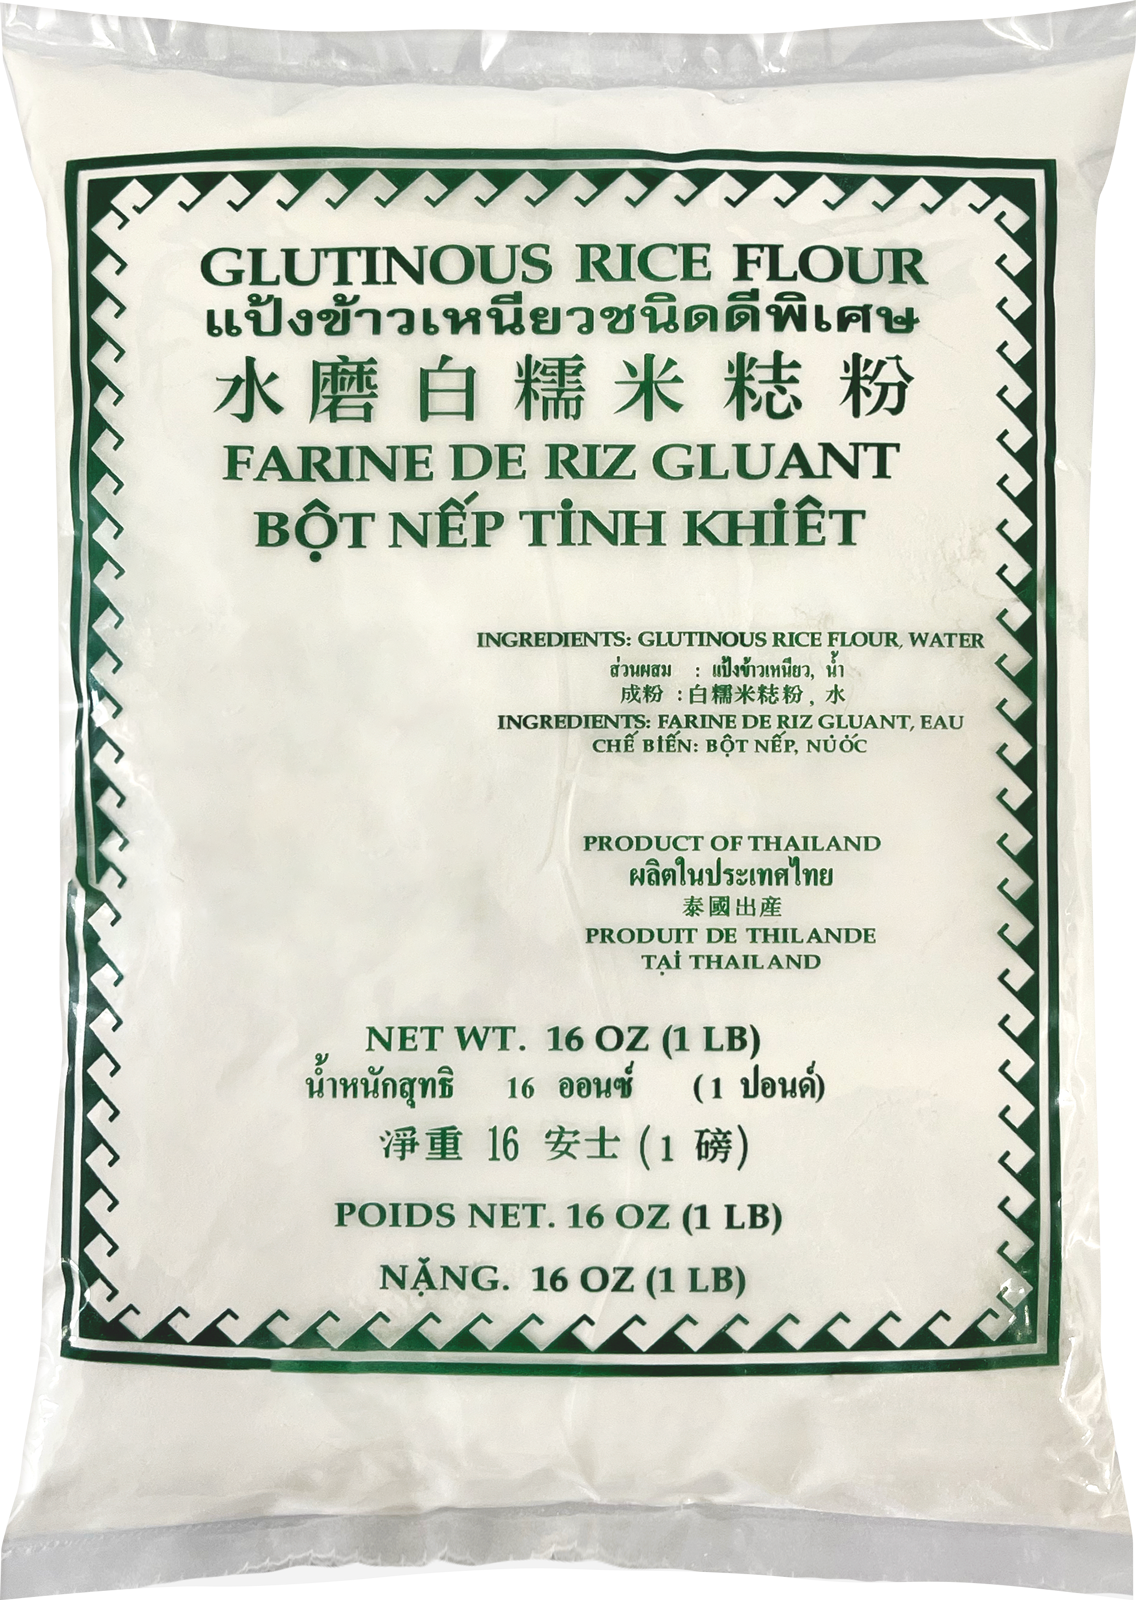 GLUTINOUS RICE FLOUR
แป้งข้าวเหนียวชนิดดีพิเศษ
水磨白糯米粩粉
FARINE DE RIZ GLUANT
BỘT NẾP TINH KHIÊT
INGREDIENTS: GLUTINOUS RICE FLOUR, WATER
ส่วนผสม : แป้งข้าวเหนียว, น้ำ
成粉 : 白糯米粩粉, 水
INGREDIENTS: FARINE DE RIZ GLUANT, EAU
CHẾ BIẾN: BỘT NẾP, NƯỚC
PRODUCT OF THAILAND
ผลิตในประเทศไทย
泰國出産
PRODUIT DE THILANDE
TẠI THAILAND
NET WT. 16 OZ (1 LB)
น้ำหนักสุทธิ 16 ออนซ์ (1 ปอนด์)
淨重 16 安士 (1 磅)
POIDS NET. 16 OZ (1 LB)
NẶNG. 16 OZ (1 LB)